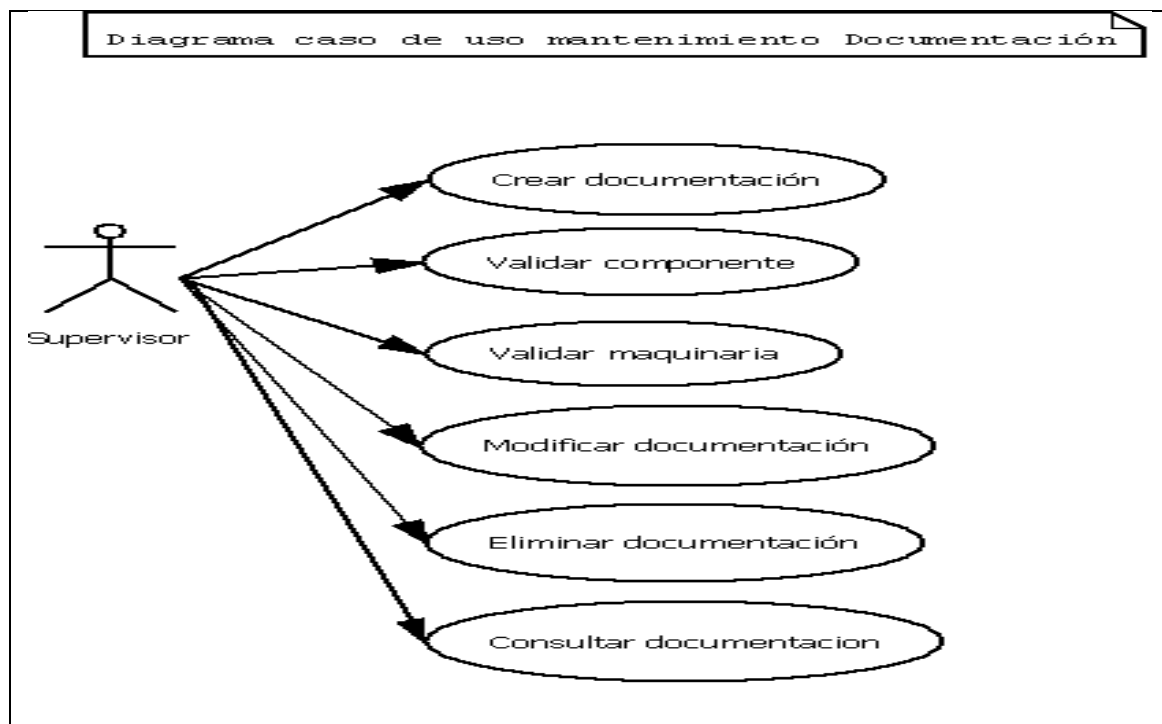 Diagrama caso de uso mantenimiento Documentación
Crear documentación
Validar componente
Supervisor
Validar maquinaria
Modificar documentación
Eliminar documentación
Consultar documentacion